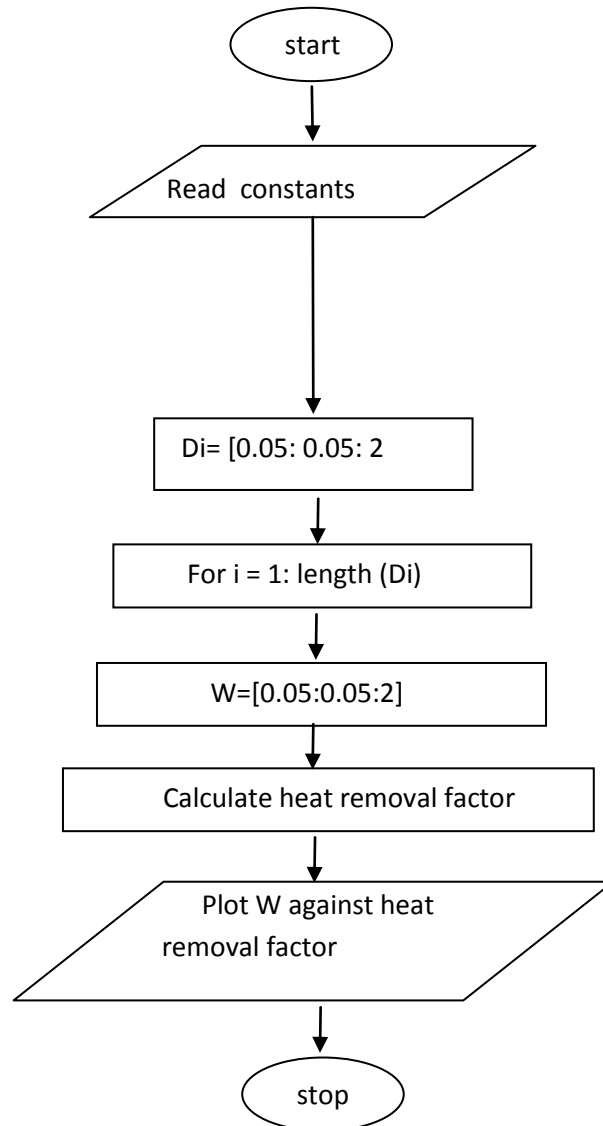 start
Read constants
Di= [0.05: 0.05: 2
For i = 1: length (Di)
W=[0.05:0.05:2]
Calculate heat removal factor
Plot W against heat
removal factor
stop